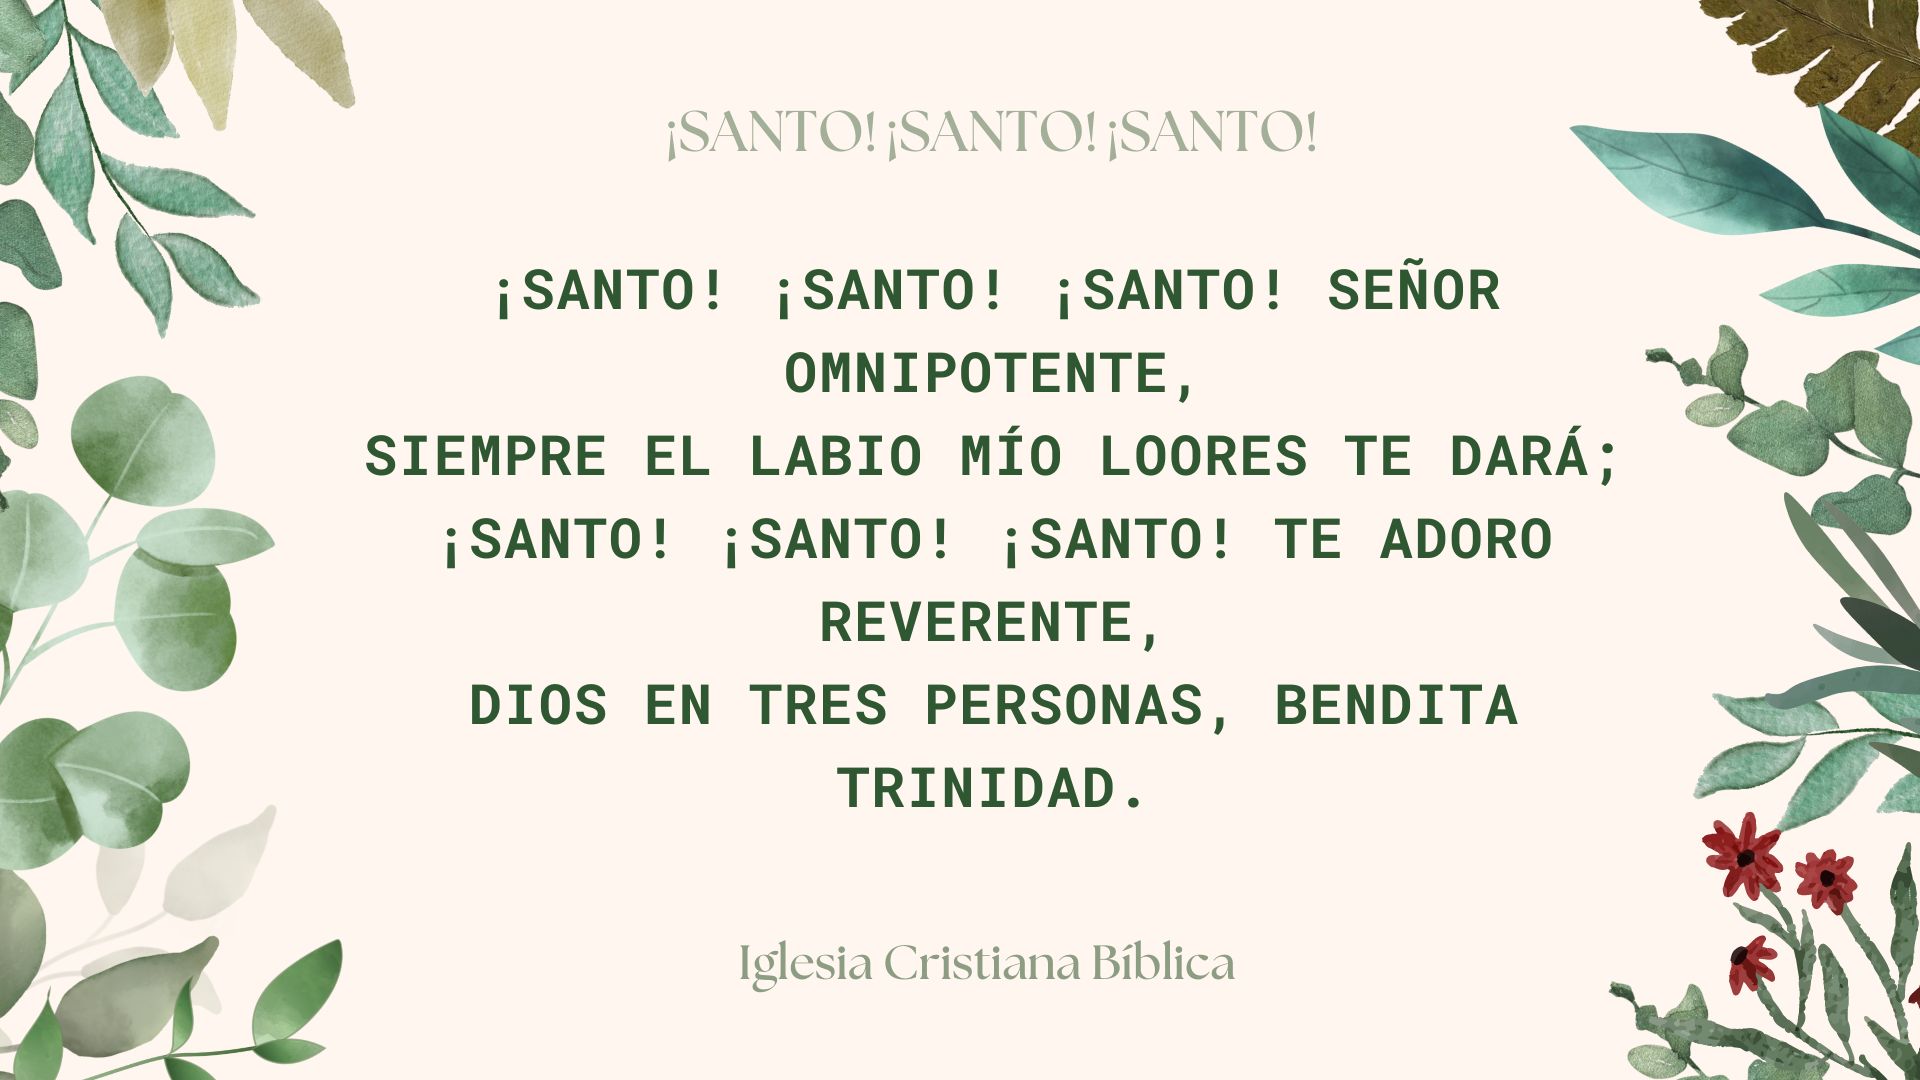 ¡SANTO! ¡SANTO! ¡SANTO!
¡SANTO! ¡SANTO! ¡SANTO! SEÑOR
OMNIPOTENTE,
SIEMPRE EL LABIO MÍO LOORES TE DARÁ;
¡SANTO! ¡SANTO! ¡SANTO! TE ADORO
REVERENTE,
DIOS EN TRES PERSONAS, BENDITA
TRINIDAD.
Iglesia Cristiana Bíblica